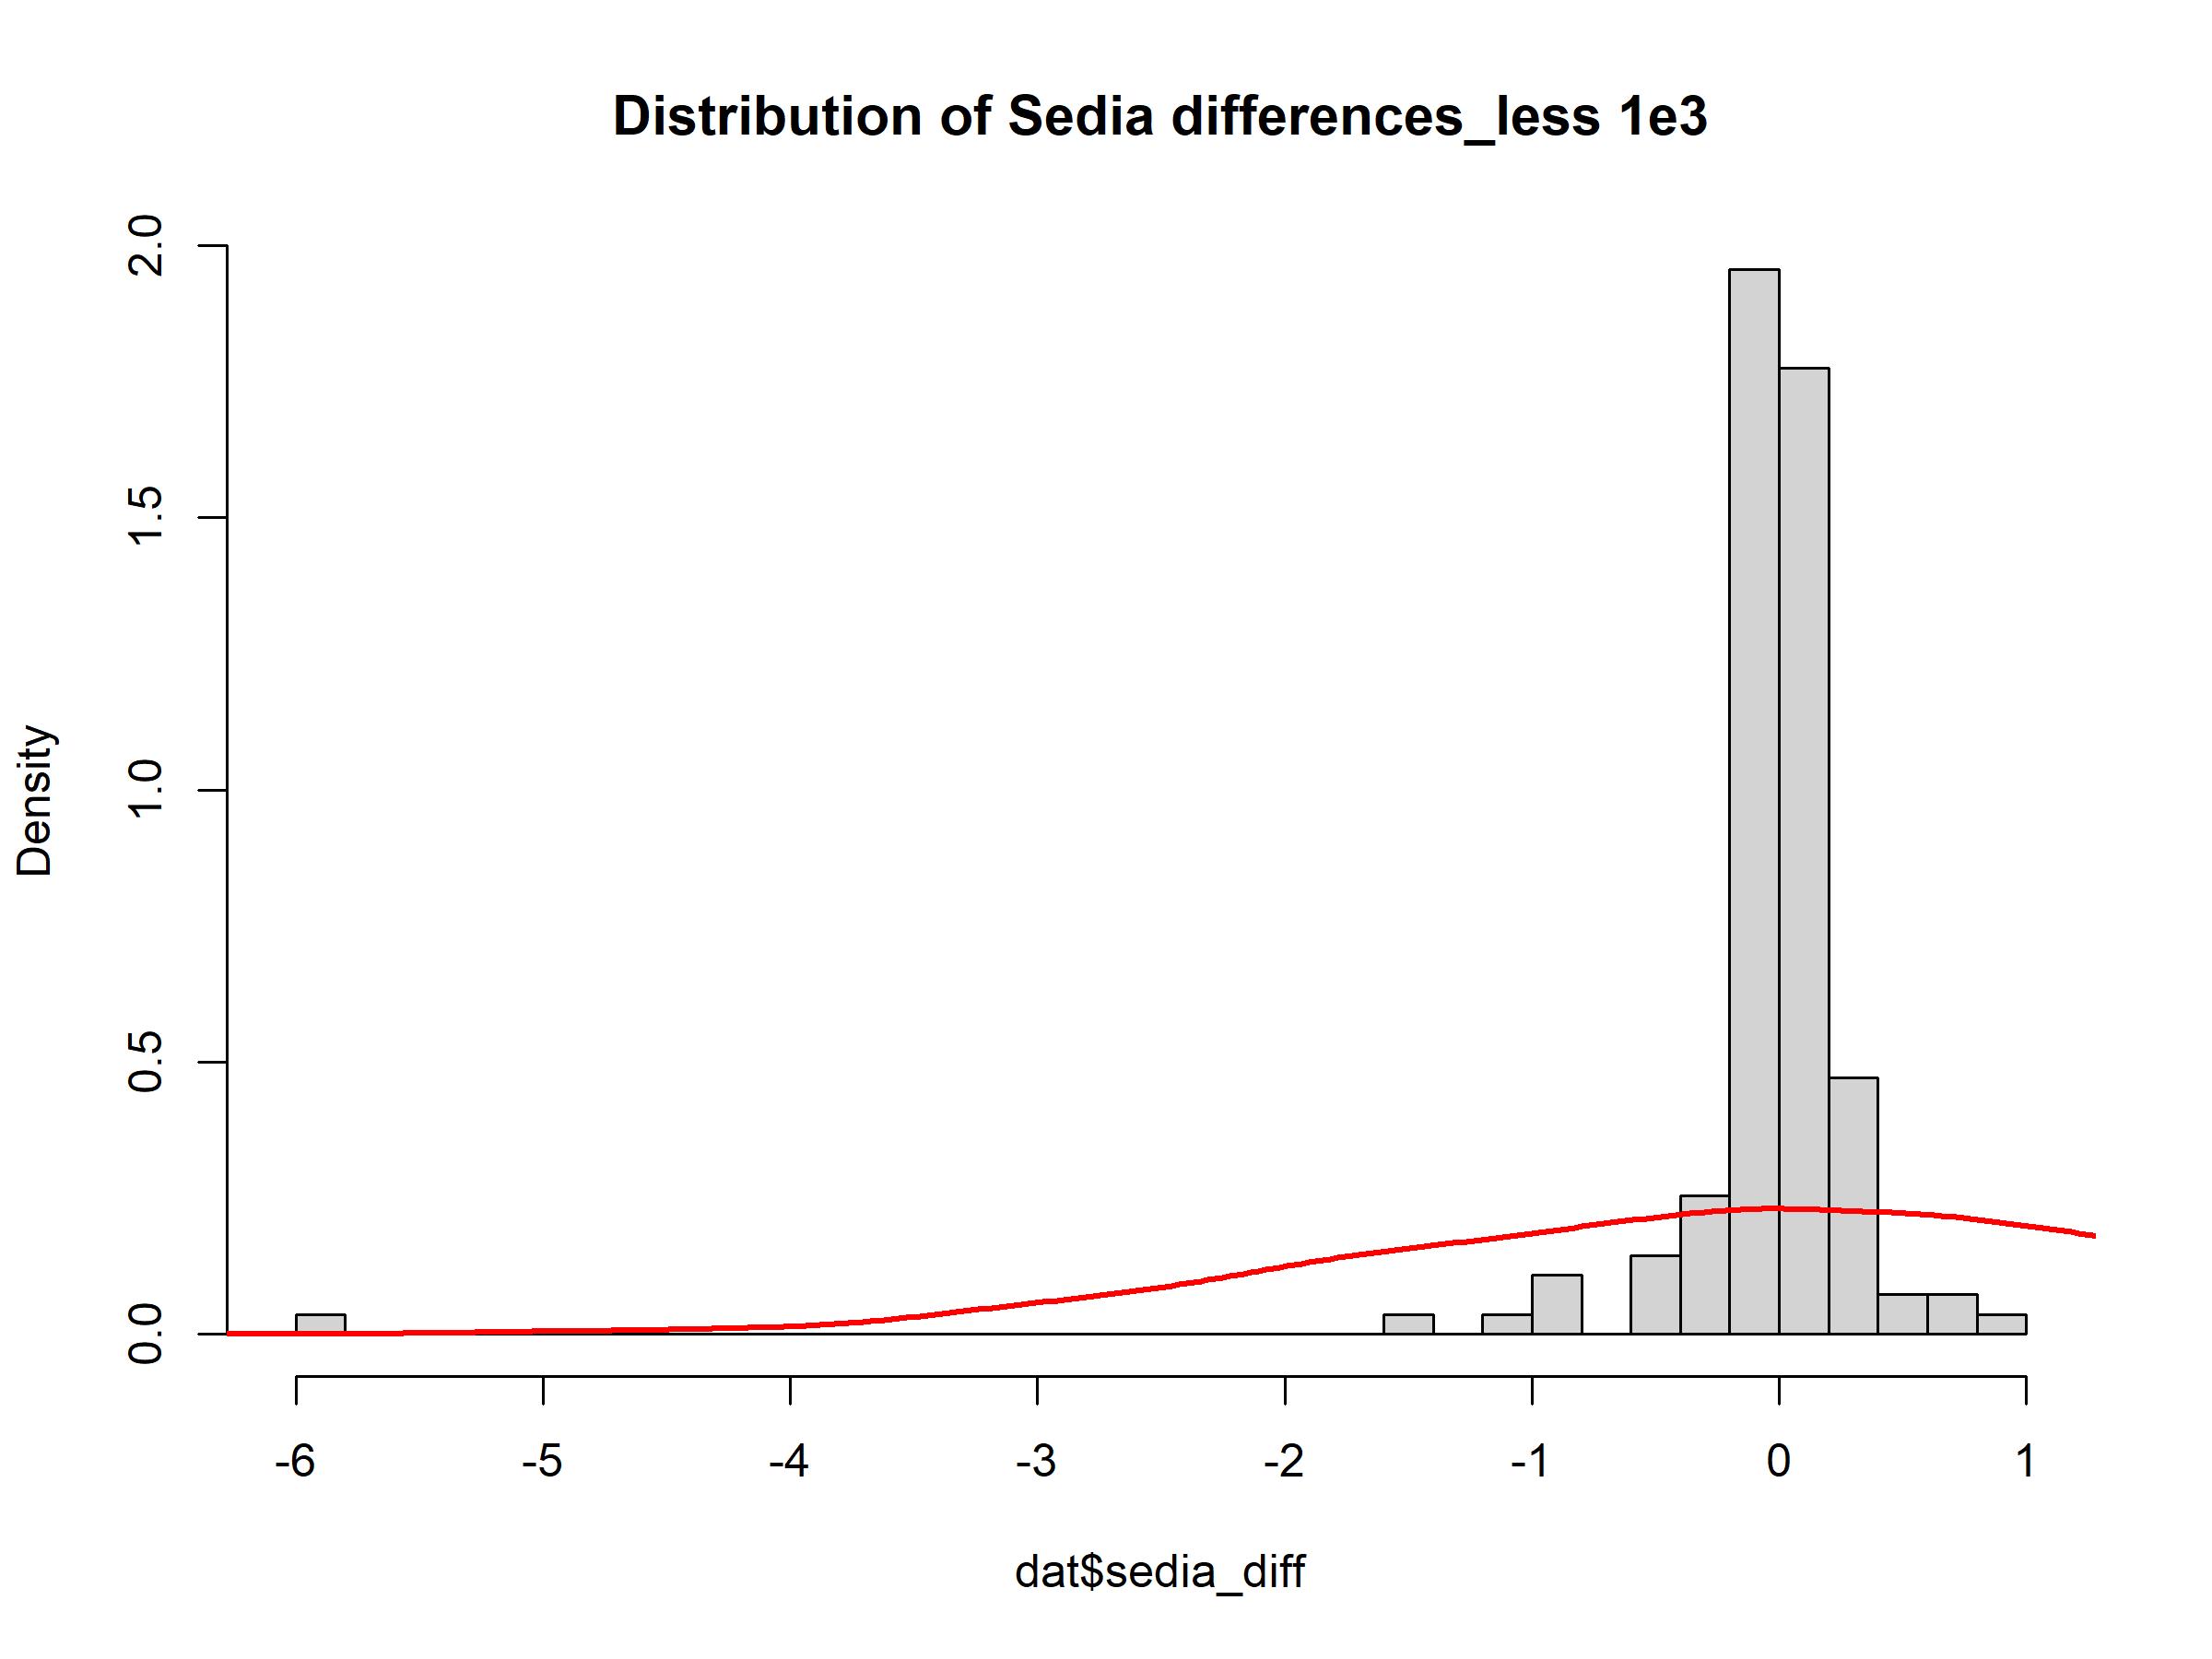 Distribution of Sedia differences_less 1e3
2.0
1.5
1.0
0.5
0.0
Density
-6 -5 -4 -3 -2 -1 0 1
dat$sedia_diff